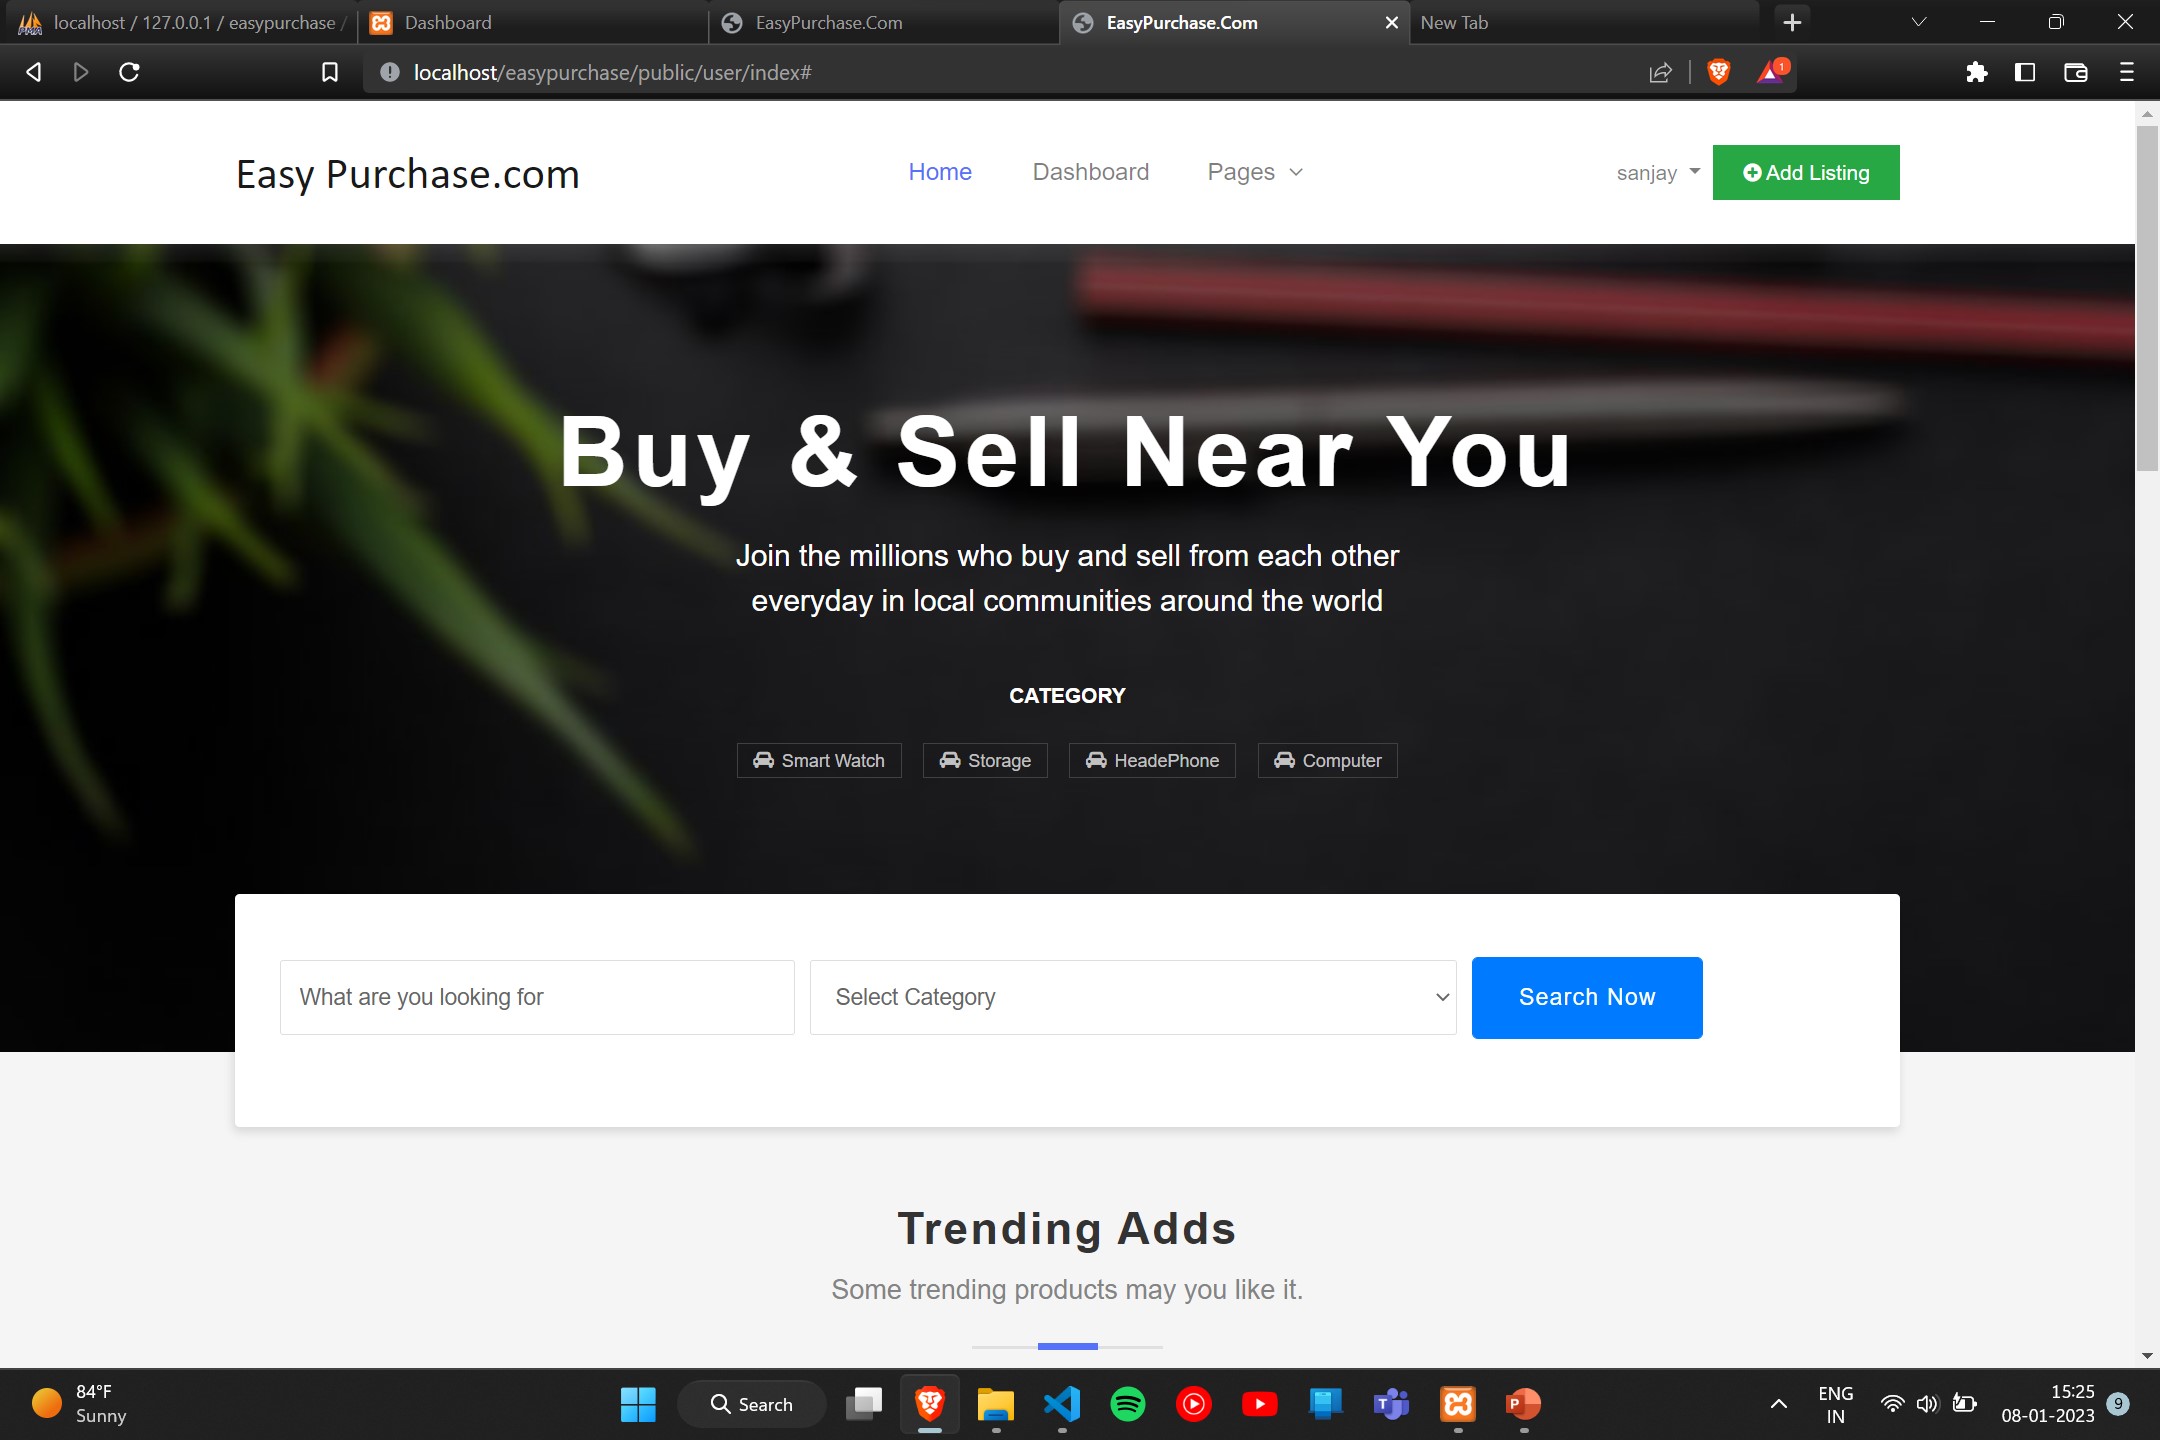 localhost / 127.0.0.1 / easypurchase /
Dashboard
EasyPurchase.Com
EasyPurchase.Com
New Tab
localhost/easypurchase/public/user/index#
1
Easy Purchase.com
Home
Dashboard
Pages
sanjay
Add Listing
Buy & Sell Near You
Join the millions who buy and sell from each other
everyday in local communities around the world
CATEGORY
Smart Watch
Storage
HeadePhone
Computer
What are you looking for
Select Category
Search Now
Trending Adds
Some trending products may you like it.
84°F
Sunny
Search
ENG
IN
15:25
08-01-2023
9